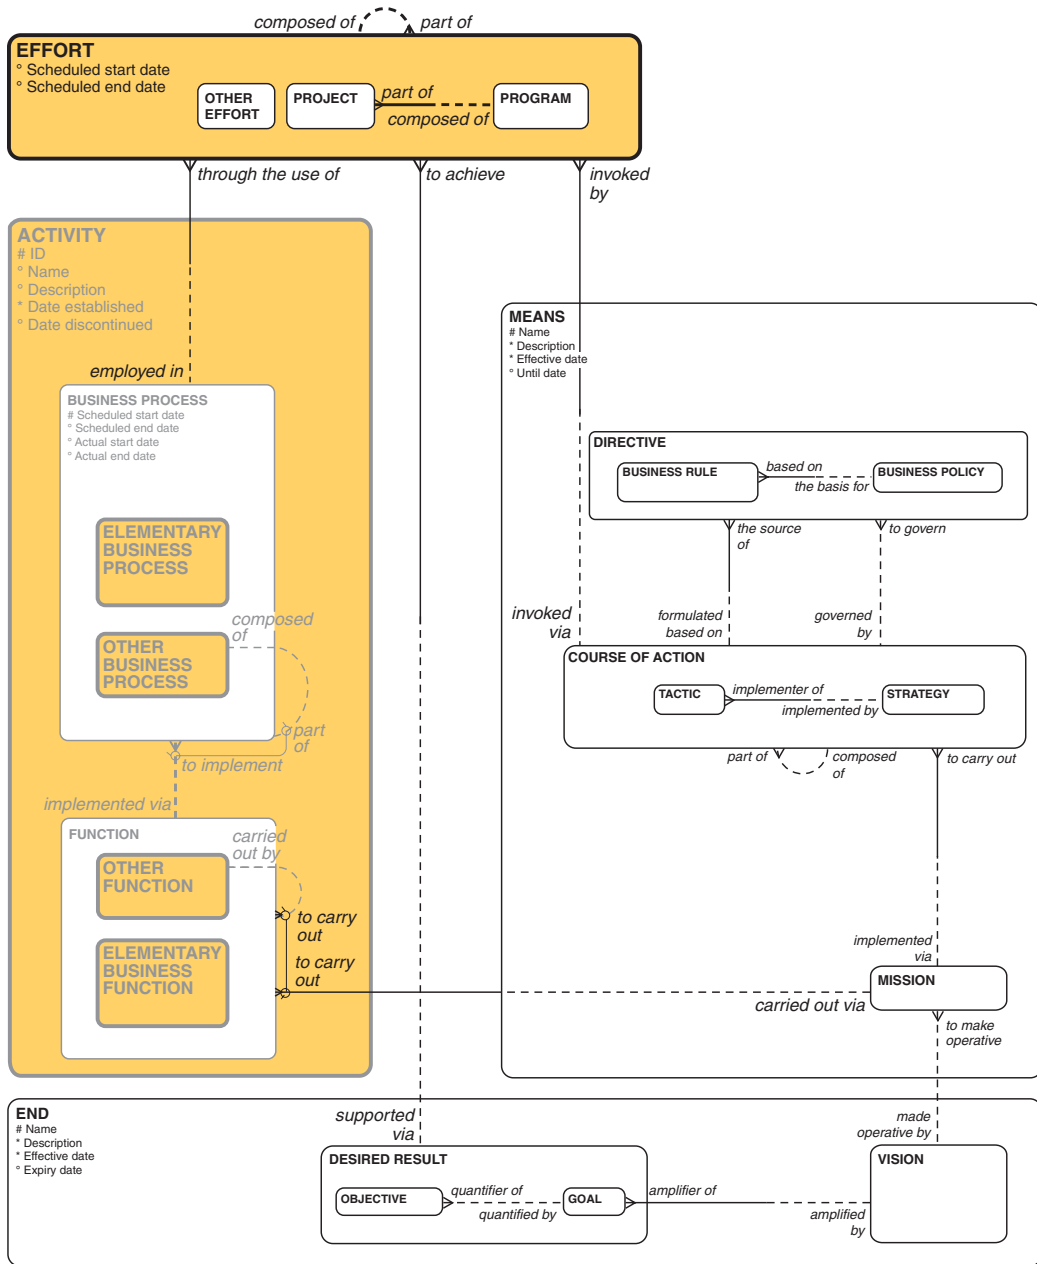 composed of
part of
EFFORT
° Scheduled start date
° Scheduled end date
OTHER
EFFORT
PROJECT
part of
composed of
PROGRAM
through the use of
to achieve
invoked
by
ACTIVITY
# ID
° Name
° Description
* Date established
° Date discontinued
employed in
BUSINESS PROCESS
# Scheduled start date
° Scheduled end date
° Actual start date
° Actual end date
ELEMENTARY
BUSINESS
PROCESS
composed
of
OTHER
BUSINESS
PROCESS
part
of
to implement
implemented via
FUNCTION
carried
out by
OTHER
FUNCTION
to carry
out
ELEMENTARY
BUSINESS
FUNCTION
to carry
out
MEANS
# Name
* Description
* Effective date
° Until date
DIRECTIVE
BUSINESS RULE
based on
the basis for
BUSINESS POLICY
the source
of
to govern
invoked
via
formulated
based on
governed
by
COURSE OF ACTION
TACTIC
implementer of
implemented by
STRATEGY
part of
composed
of
to carry out
implemented
via
carried out via
MISSION
to make
operative
END
# Name
* Description
* Effective date
° Expiry date
supported
via
made
operative by
DESIRED RESULT
OBJECTIVE
quantifier of
quantified by
GOAL
amplifier of
amplified
by
VISION